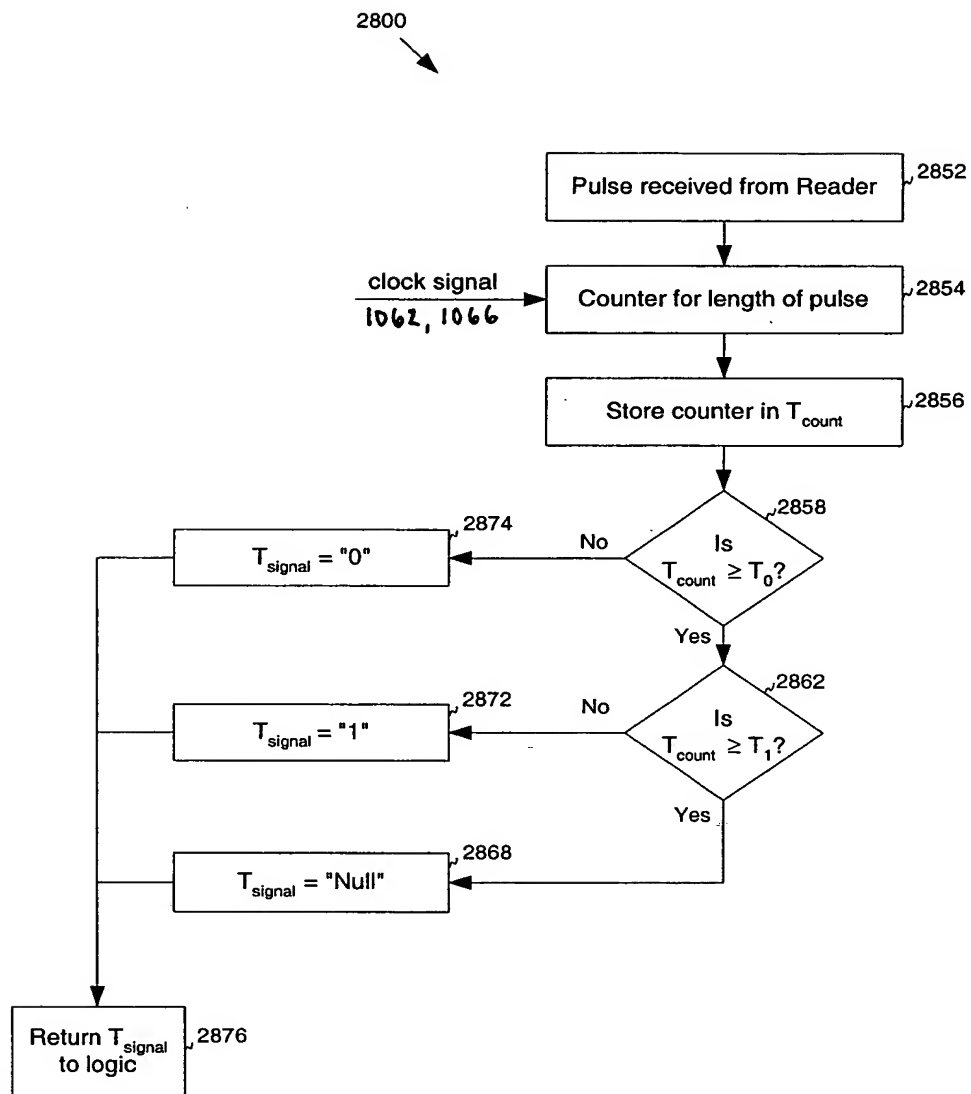 2800
Pulse received from Reader
2852
clock signal
1062, 1066
Counter for length of pulse
2854
Store counter in T_count
2856
2858
Is
T_count ≥ T_0?
No
Yes
2874
T_signal = "0"
2862
Is
T_count ≥ T_1?
No
Yes
2872
T_signal = "1"
2868
T_signal = "Null"
Return T_signal
to logic
2876